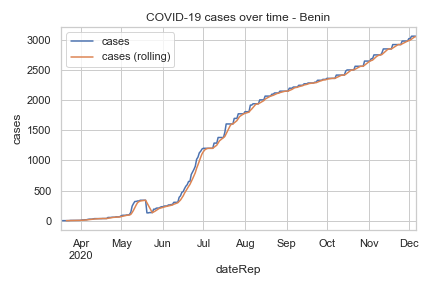 COVID-19 cases over time - Benin
cases
cases (rolling)
3000
2500
2000
1500
1000
500
0
cases
Apr May Jun Jul Aug Sep Oct Nov Dec
2020
dateRep